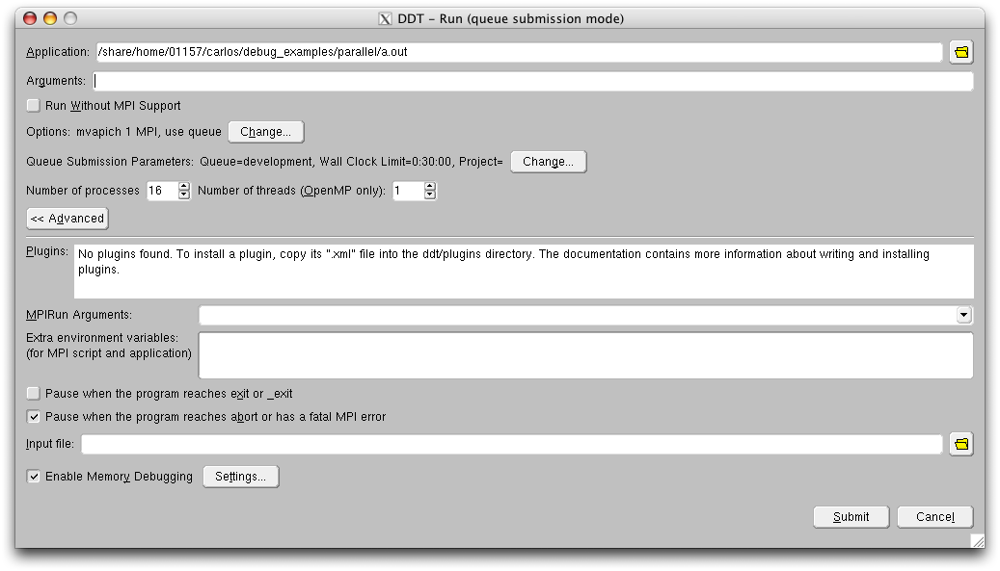 DDT - Run (queue submission mode)
Application: /share/home/01157/carlos/debug_examples/parallel/a.out
Arguments:
Run Without MPI Support
Options: mvapich 1 MPI, use queue Change...
Queue Submission Parameters: Queue=development, Wall Clock Limit=0:30:00, Project= Change...
Number of processes 16 Number of threads (OpenMP only): 1
<< Advanced
Plugins: No plugins found. To install a plugin, copy its ".xml" file into the ddt/plugins directory. The documentation contains more information about writing and installing
plugins.
MPIRun Arguments:
Extra environment variables:
(for MPI script and application)
Pause when the program reaches exit or _exit
Pause when the program reaches abort or has a fatal MPI error
Input file:
Enable Memory Debugging Settings...
Submit Cancel